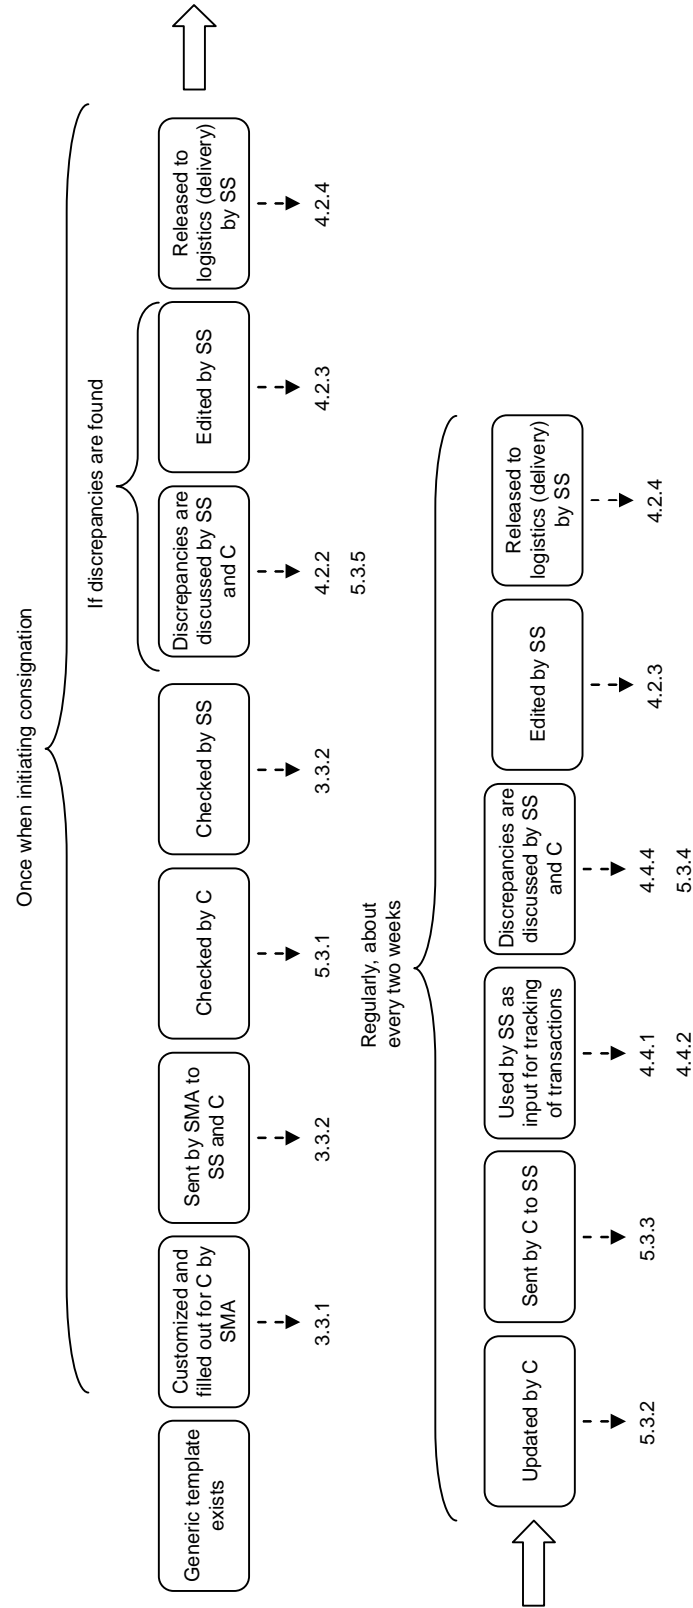 Once when initiating consignation
If discrepancies are found
Generic template
exists
Customized and
filled out for C by
SMA
3.3.1
Sent by SMA to
SS and C
3.3.2
Checked by C
5.3.1
Checked by SS
3.3.2
Discrepancies are
discussed by SS
and C
4.2.2
5.3.5
Edited by SS
4.2.3
Released to
logistics (delivery)
by SS
4.2.4
Regularly, about
every two weeks
Updated by C
5.3.2
Sent by C to SS
5.3.3
Used by SS as
input for tracking
of transactions
4.4.1
4.4.2
Discrepancies are
discussed by SS
and C
4.4.4
5.3.4
Edited by SS
4.2.3
Released to
logistics (delivery)
by SS
4.2.4